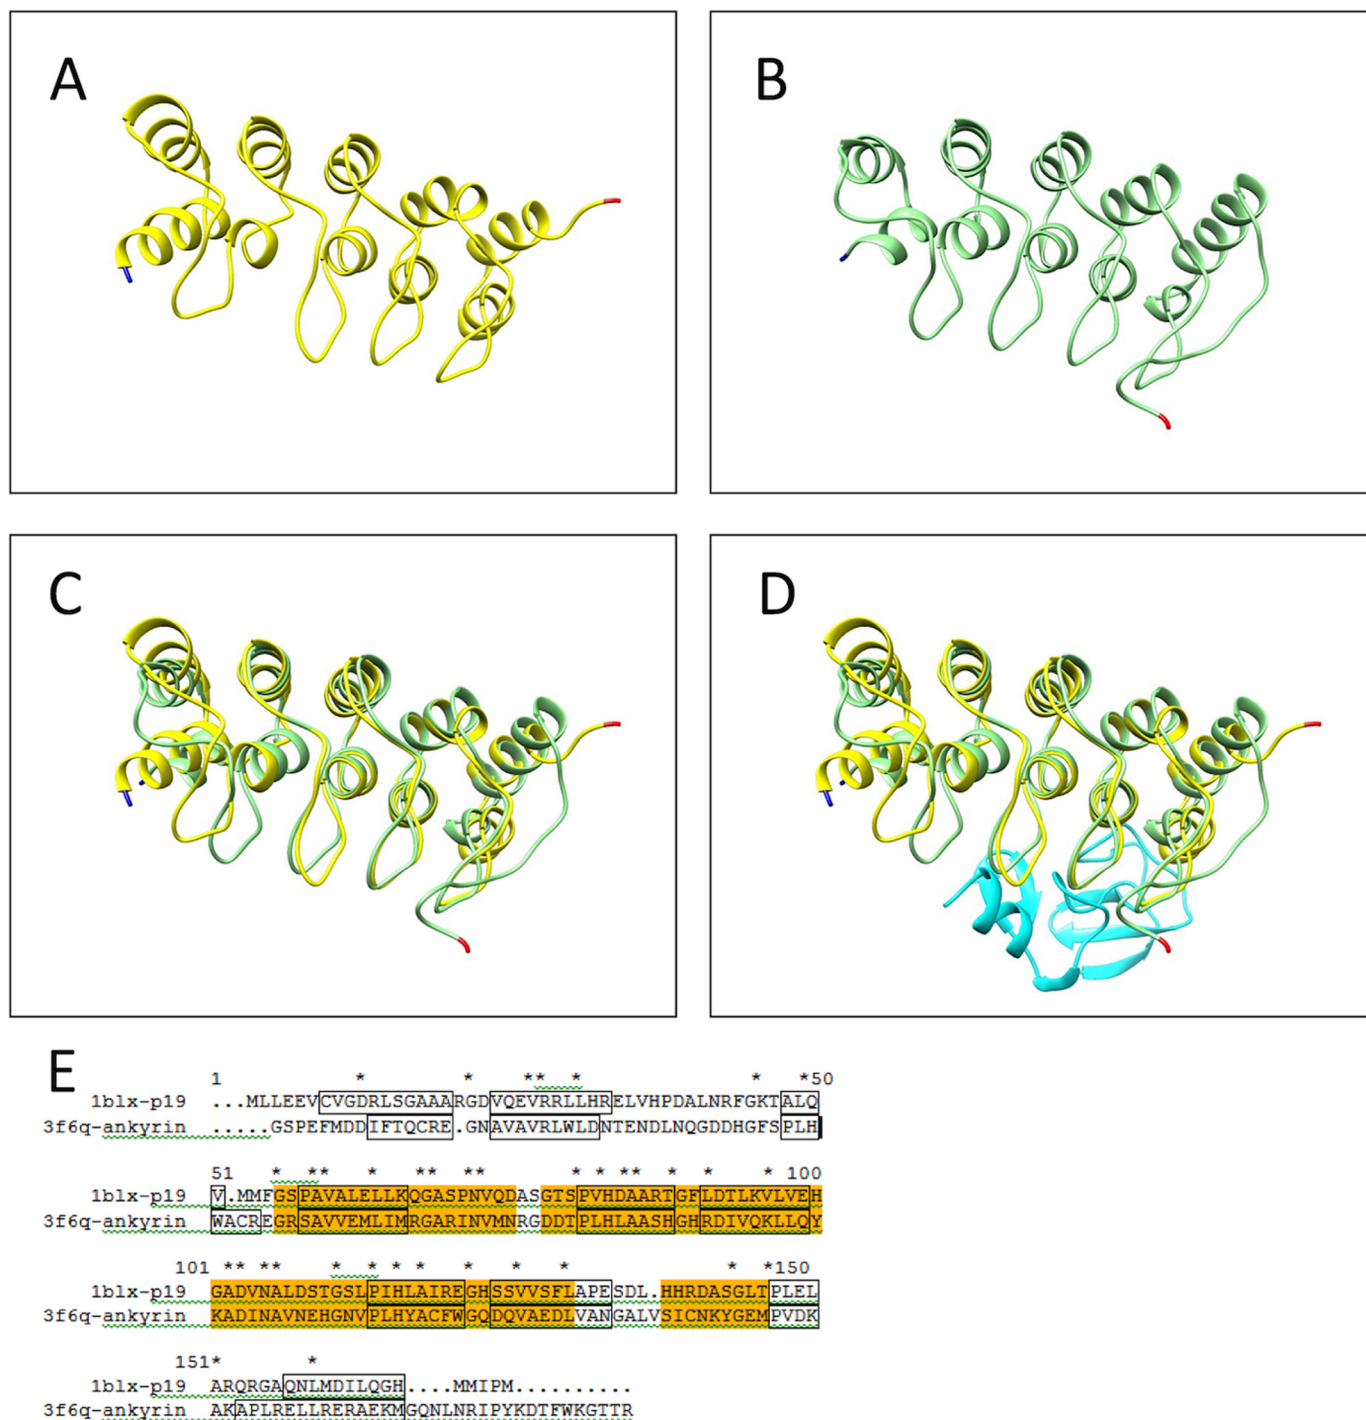 A
B
C
D
E
1 * * ** * * *50
1blx-p19 ...MLLEEVCVGDRLSGAAARGDVQEVRRLLHRELVHPDALNRFGKTALQ
3f6q-ankyrin .....GSPEFMDDIFTQCRE.GNAVAVRLWLDNTENDLNQGDDHGFSPLH
51 * ** * ** ** * * ** * * * 100
1blx-p19 V.MMFGSPAVALELLKQGASPNVQDASGTSPVHDAARTGFLDTLKVLVEH
3f6q-ankyrin WACREGRSAVVEMLIMRGARINVMNRGDDTPLHLAASHGHRDIVQKLLQY
101 ** ** * * * * * * * * *150
1blx-p19 GADVNALDSTGSLPIHLAIREGHSSVVSFLAPESDL.HHRDASGLTPLEL
3f6q-ankyrin KADINAVNEHGNVPLHYACFWGQDQVAEDLVANGALVSICNKYGEMPVDK
151* *
1blx-p19 ARQRGAQNLMDILQGH....MMIPM..........
3f6q-ankyrin AKAPLRELLRERAEKMGQNLNRIPYKDTFWKGTTR